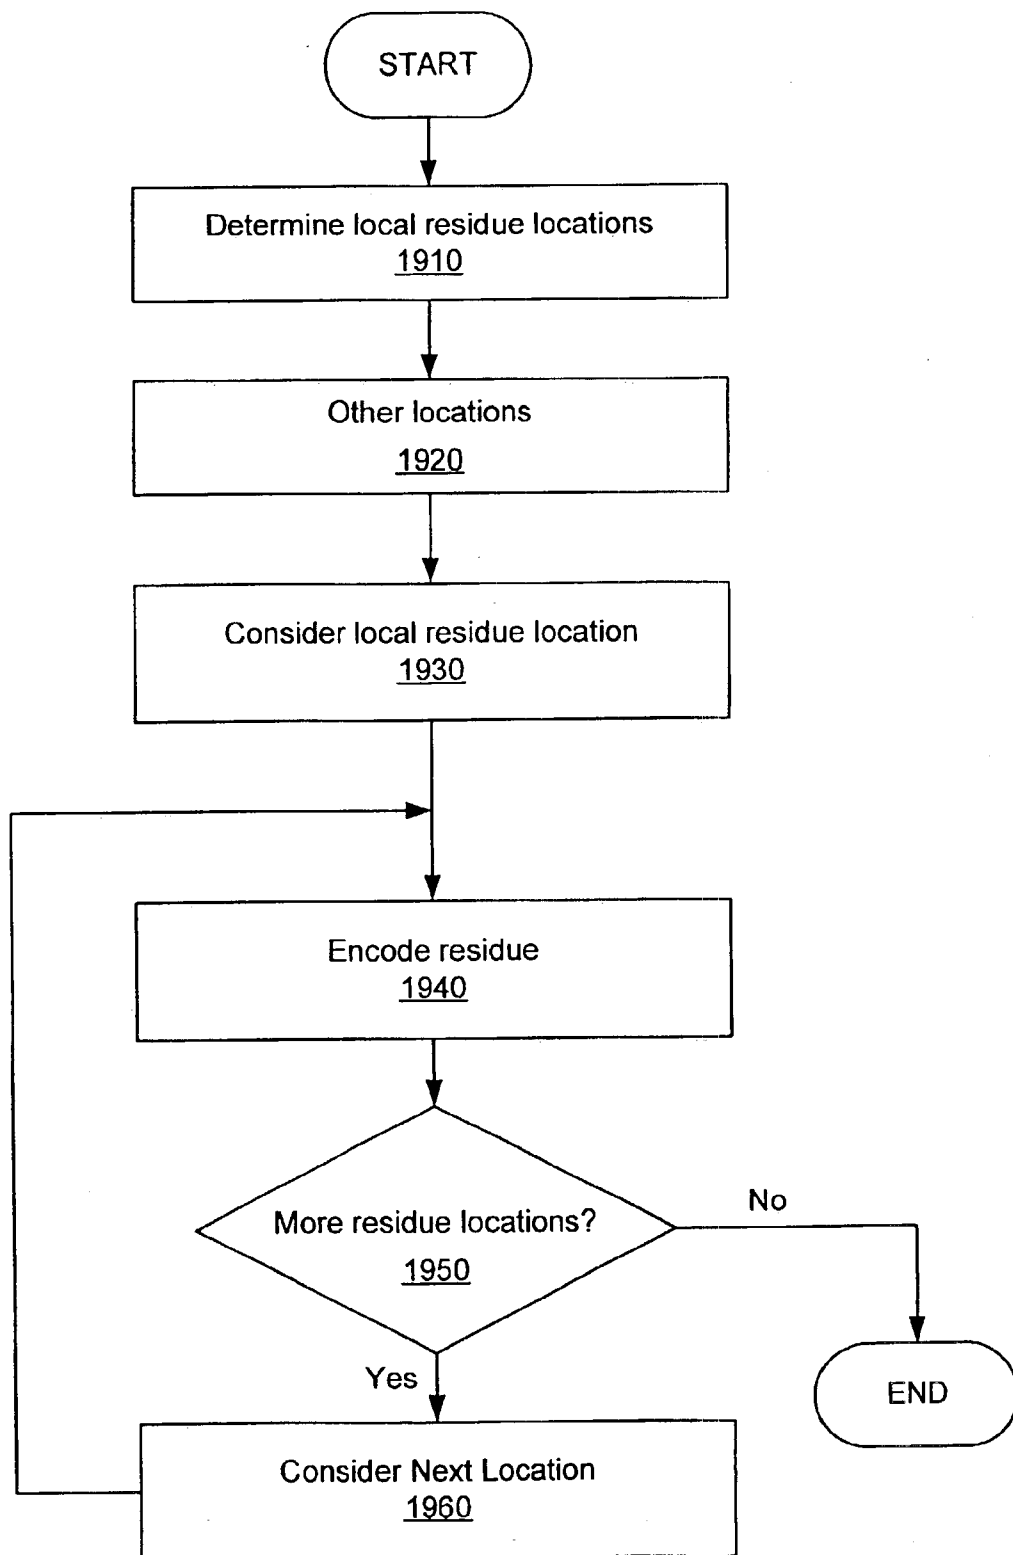 START
Determine local residue locations
1910
Other locations
1920
Consider local residue location
1930
Encode residue
1940
More residue locations?
1950
No
Yes
END
Consider Next Location
1960